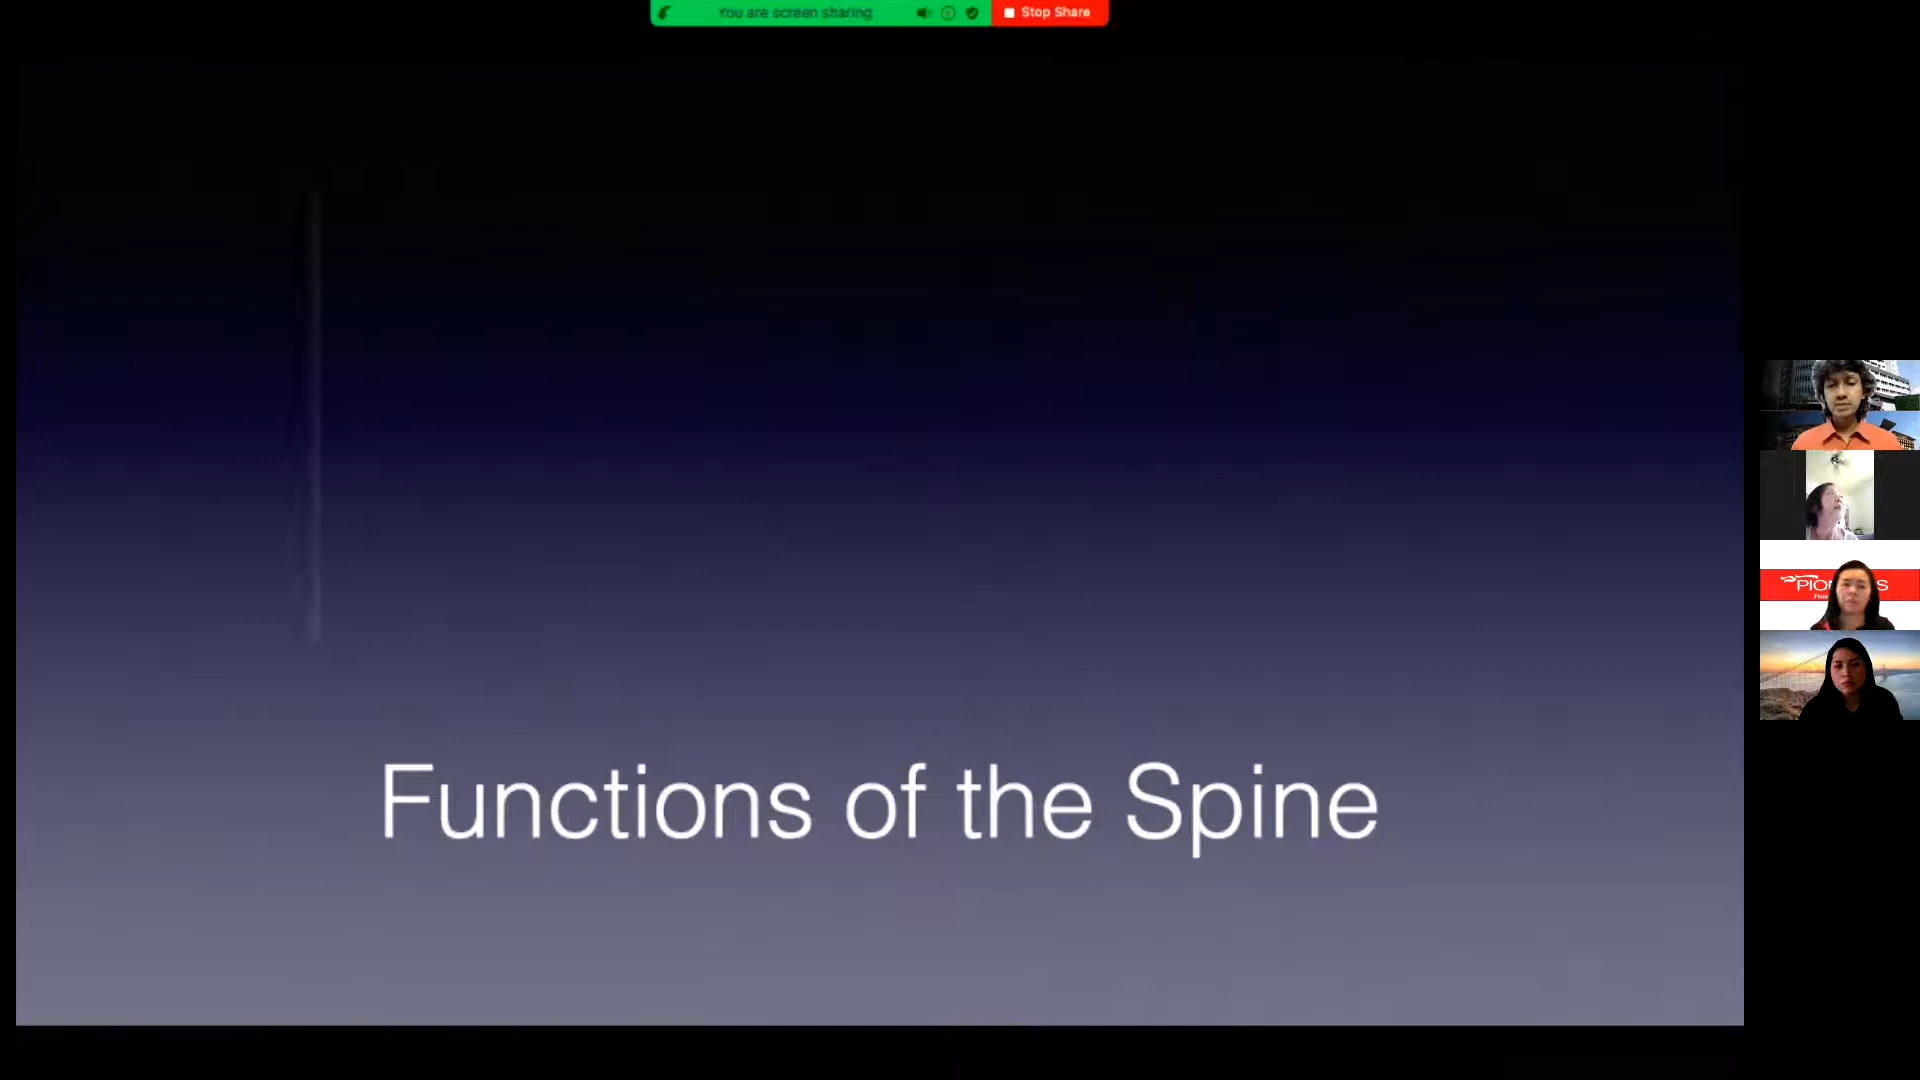 You are screen sharing
Stop Share
Functions of the Spine